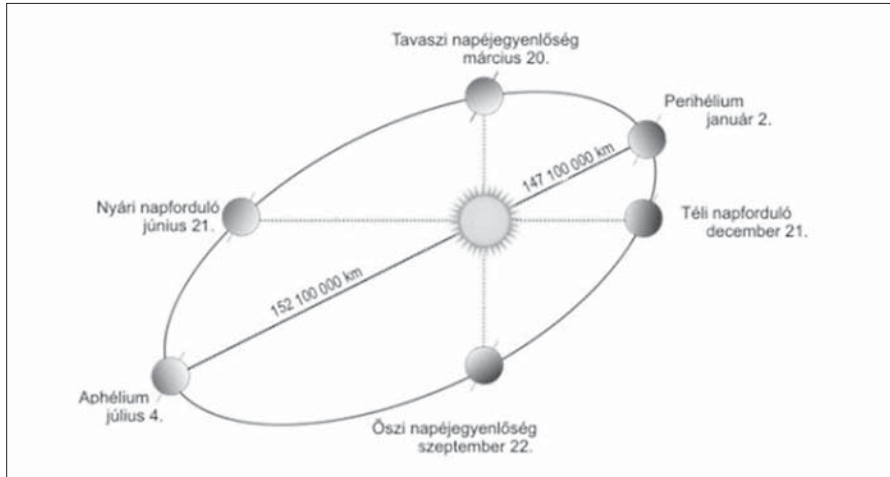 Tavaszi napéjegyenlőség
március 20.
Perihélium
január 2.
147 100 000 km
Nyári napforduló
június 21.
Téli napforduló
december 21.
152 100 000 km
Aphélium
július 4.
Őszi napéjegyenlőség
szeptember 22.